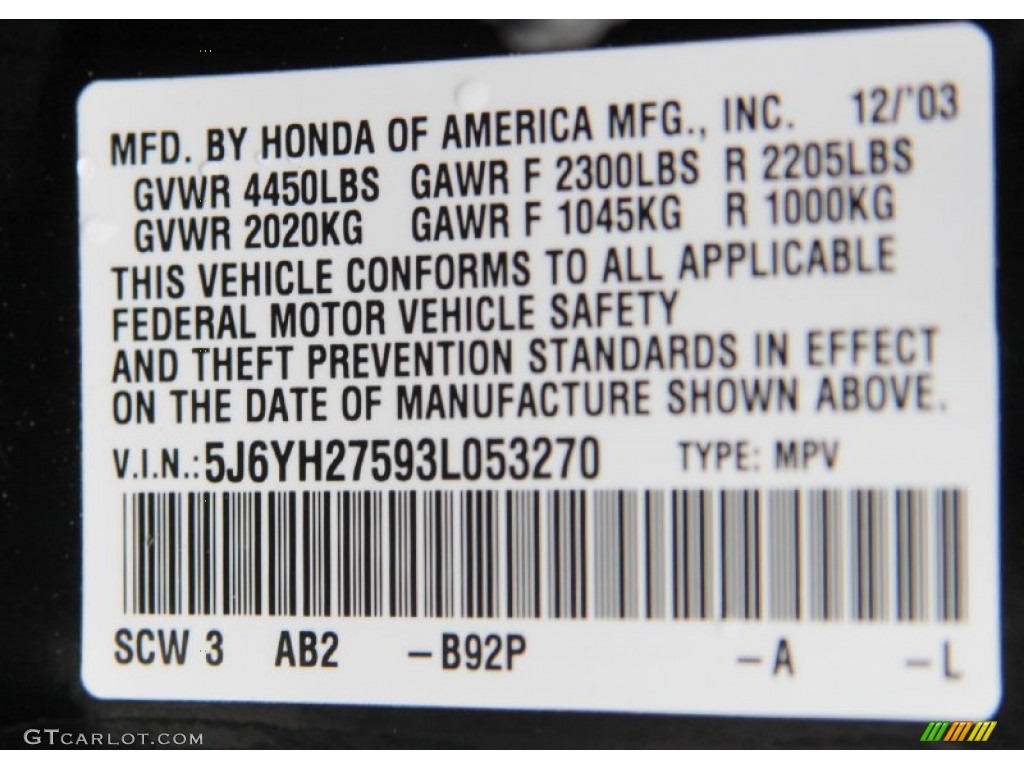 MFD. BY HONDA OF AMERICA MFG., INC. 12/'03
GVWR 4450LBS GAWR F 2300LBS R 2205LBS
GVWR 2020KG GAWR F 1045KG R 1000KG
THIS VEHICLE CONFORMS TO ALL APPLICABLE
FEDERAL MOTOR VEHICLE SAFETY
AND THEFT PREVENTION STANDARDS IN EFFECT
ON THE DATE OF MANUFACTURE SHOWN ABOVE.
V.I.N.: 5J6YH27593L053270 TYPE: MPV
SCW 3 AB2 –B92P –A –L
GTCARLOT.COM